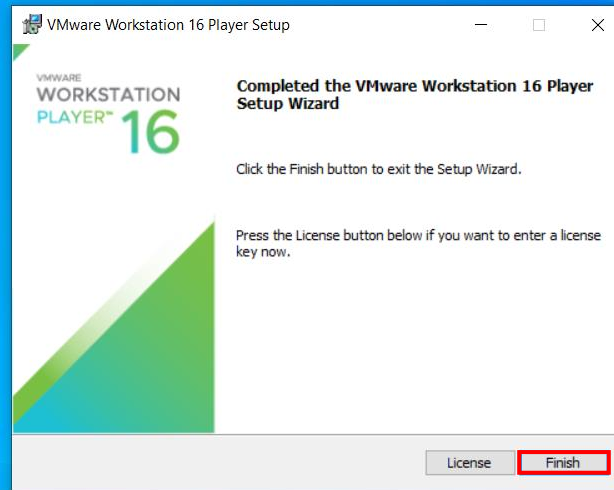 VMware Workstation 16 Player Setup
VMWARE
WORKSTATION
PLAYER™ 16
Completed the VMware Workstation 16 Player
Setup Wizard
Click the Finish button to exit the Setup Wizard.
Press the License button below if you want to enter a license
key now.
License
Finish